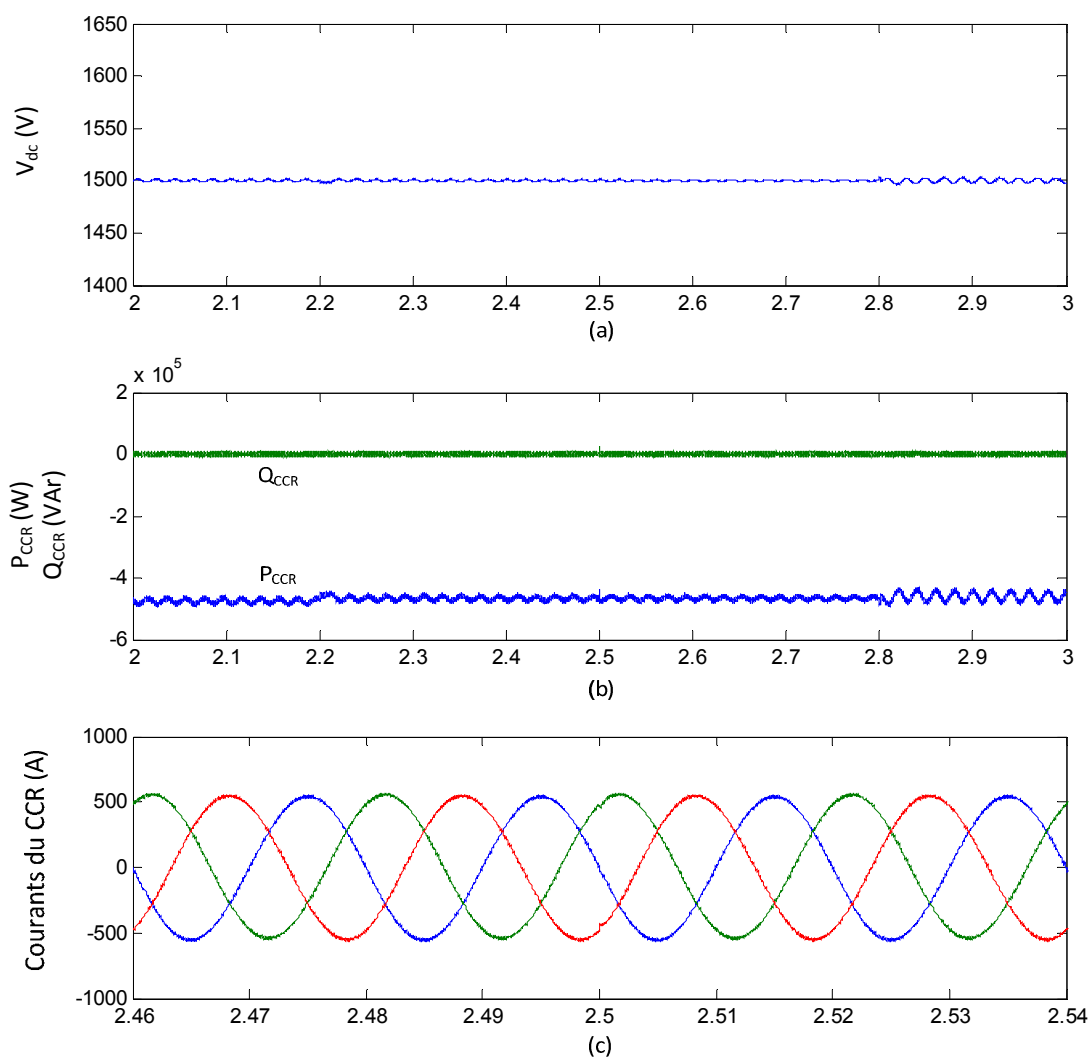 1650
1600
1550
1500
1450
1400
V_dc (V)
2 2.1 2.2 2.3 2.4 2.5 2.6 2.7 2.8 2.9 3
(a)
x 10^5
2
0
-2
-4
-6
P_CCR (W)
Q_CCR (VAr)
Q_CCR
P_CCR
2 2.1 2.2 2.3 2.4 2.5 2.6 2.7 2.8 2.9 3
(b)
1000
500
0
-500
-1000
Courants du CCR (A)
2.46 2.47 2.48 2.49 2.5 2.51 2.52 2.53 2.54
(c)